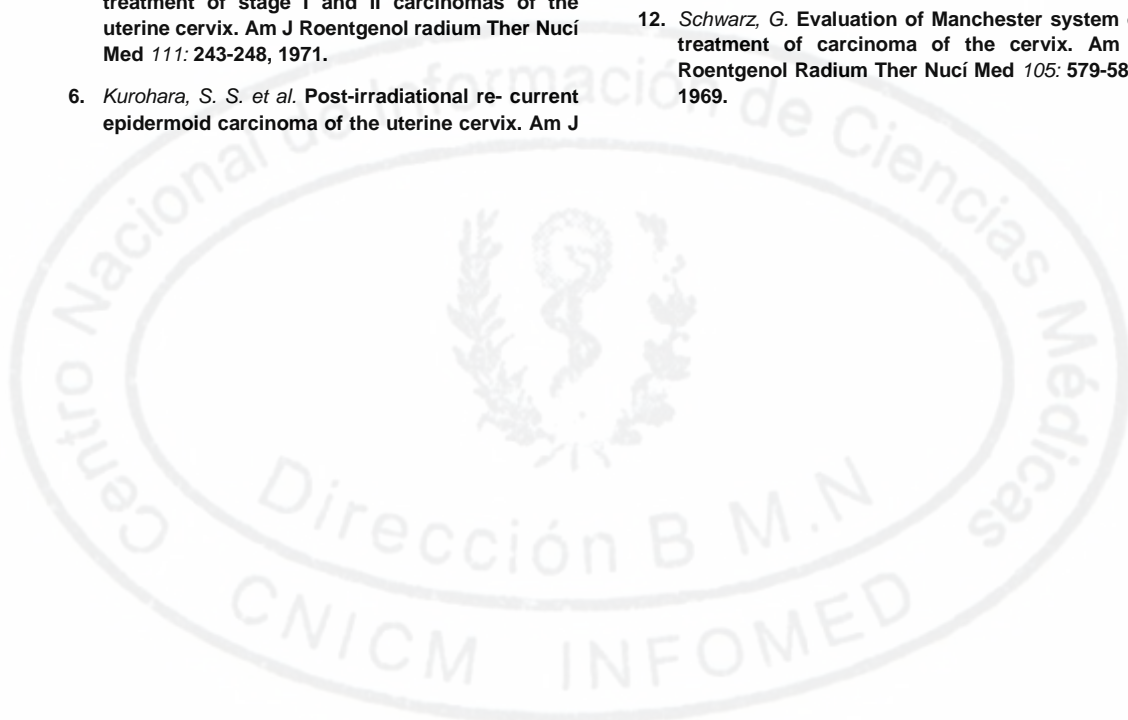 treatment of stage I and II carcinomas of the
uterine cervix. Am J Roentgenol radium Ther Nucí
Med 111: 243-248, 1971.
6. Kurohara, S. S. et al. Post-irradiational re- current
epidermoid carcinoma of the uterine cervix. Am J
12. Schwarz, G. Evaluation of Manchester system
treatment of carcinoma of the cervix. Am
Roentgenol Radium Ther Nucí Med 105: 579-58
1969.
Centro Nacional de Información de Ciencias Médicas
Dirección B M.N
CNICM INFOMED